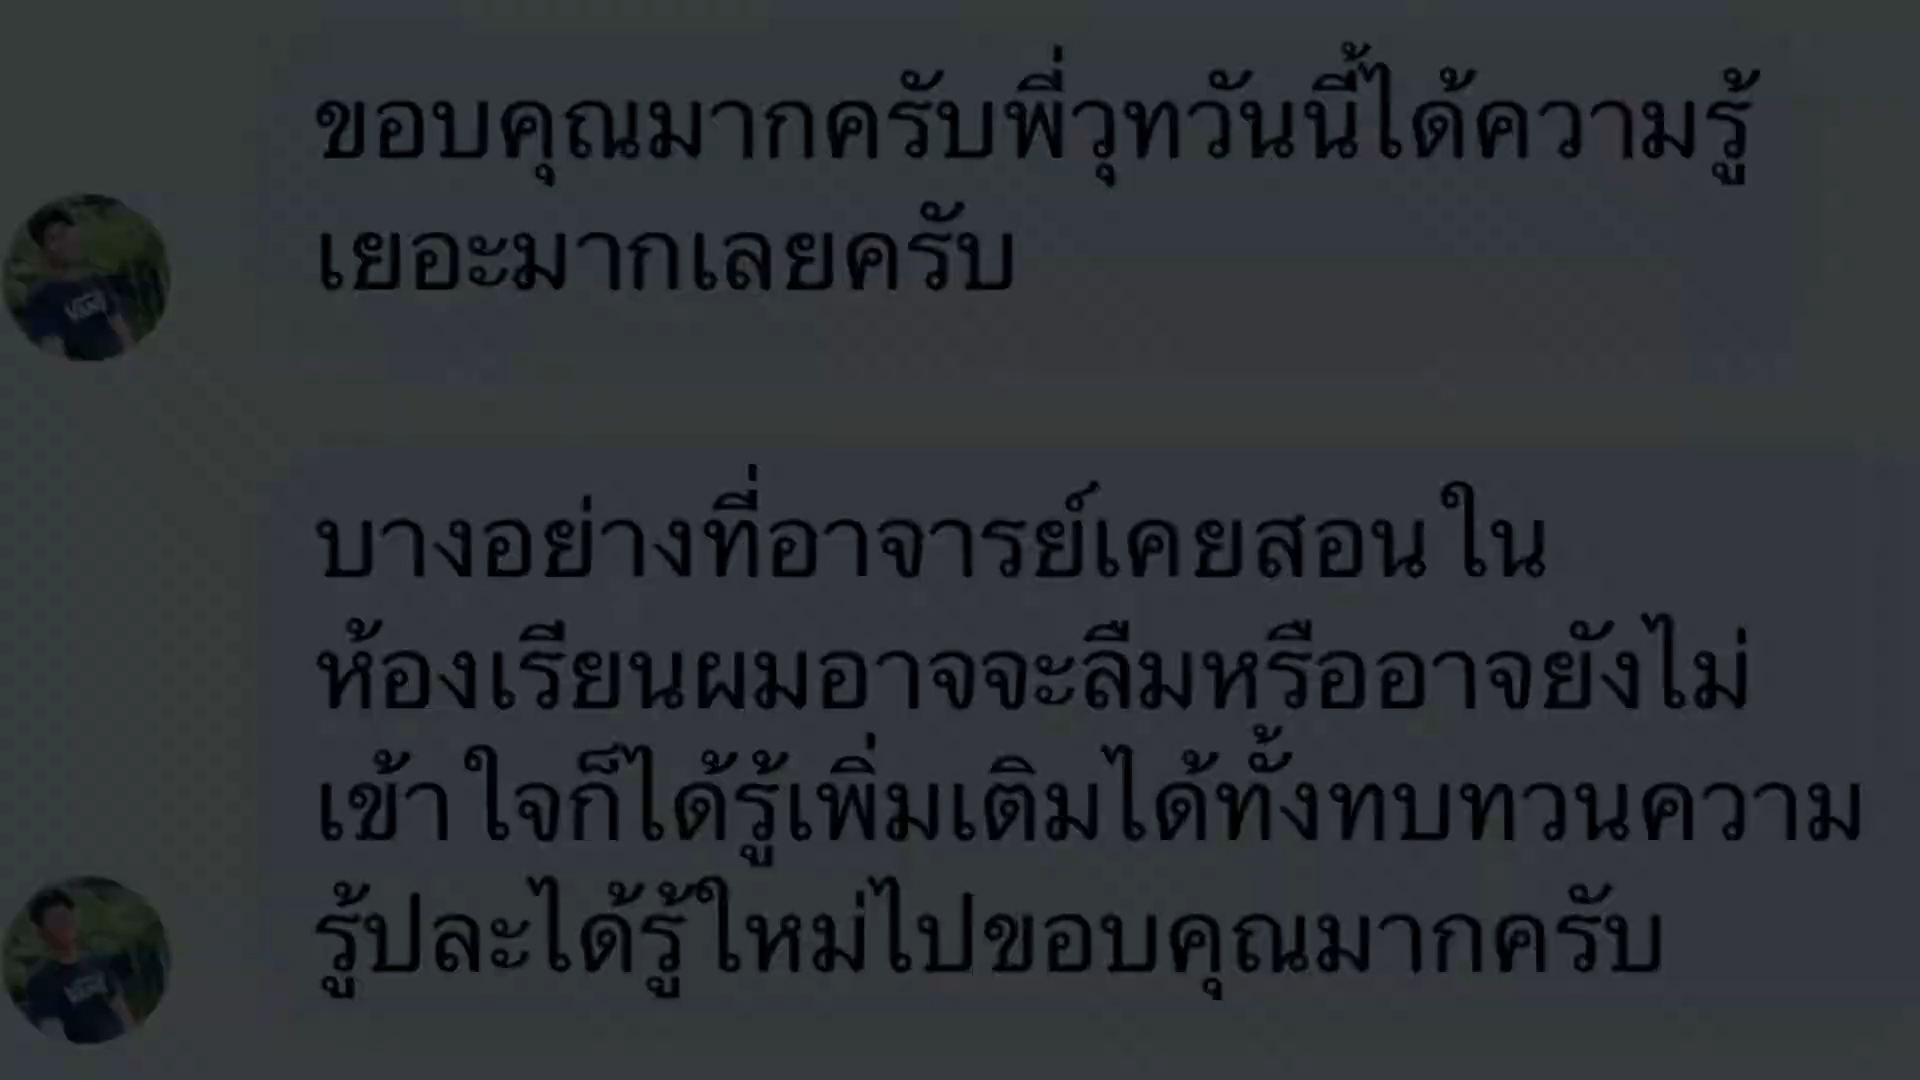 ขอบคุณมากครับพี่วุทวันนี้ได้ความรู้
เยอะมากเลยครับ
บางอย่างที่อาจารย์เคยสอนใน
ห้องเรียนผมอาจจะลืมหรืออาจยังไม่
เข้าใจก็ได้รู้เพิ่มเติมได้ทั้งทบทวนความ
รู้ปละได้รู้ใหม่ไปขอบคุณมากครับ